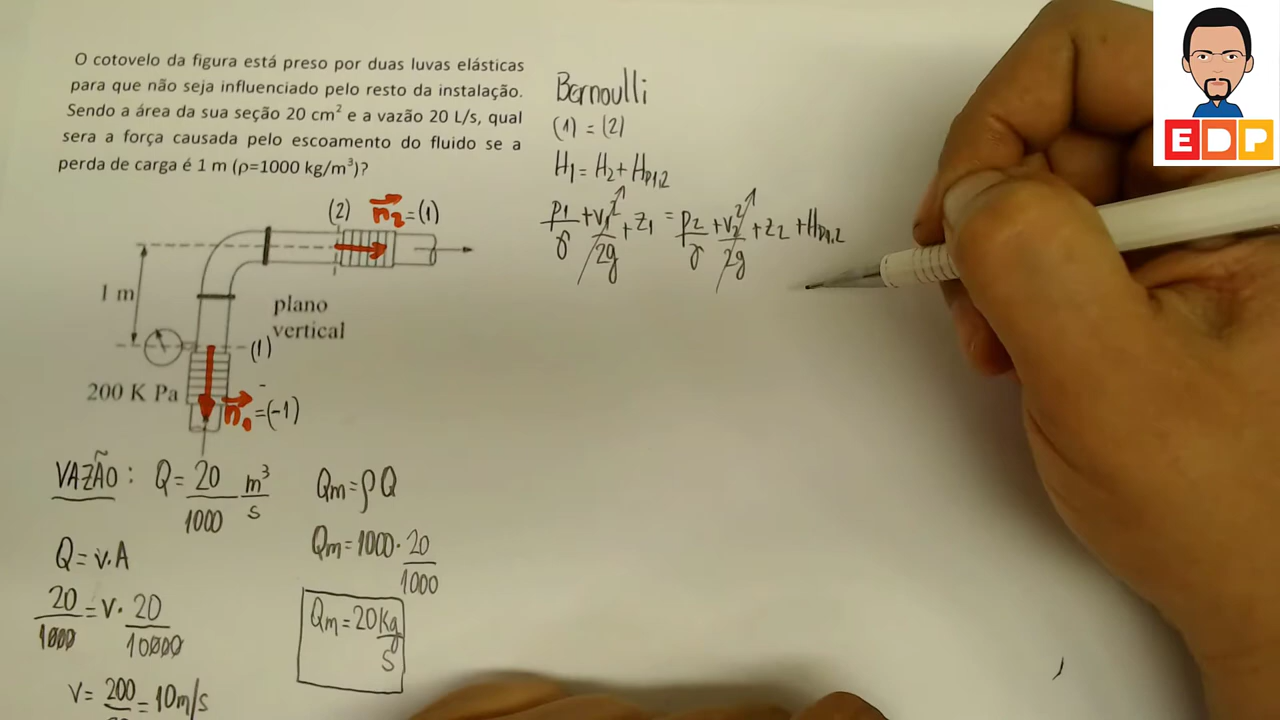 O cotovelo da figura está preso por duas luvas elásticas
para que não seja influenciado pelo resto da instalação.
Sendo a área da sua seção 20 cm² e a vazão 20 L/s, qual
sera a força causada pelo escoamento do fluido se a
perda de carga é 1 m (ρ=1000 kg/m³)?
(2) n₂ = (1)
1 m
plano
vertical
(1)
200 K Pa
n₁ = (-1)
VAZÃO: Q = 20/1000 m³/s
Q = v.A
20/1000 = v. 20/10000
v = 200/ = 10 m/s
Qm = ρQ
Qm = 1000 . 20/1000
Qm = 20 Kg/s
Bernoulli
(1) = (2)
H₁ = H₂ + Hp1,2
p1/γ + v₁²/2g + z₁ = p2/γ + v₂²/2g + z₂ + Hp1,2
EDP